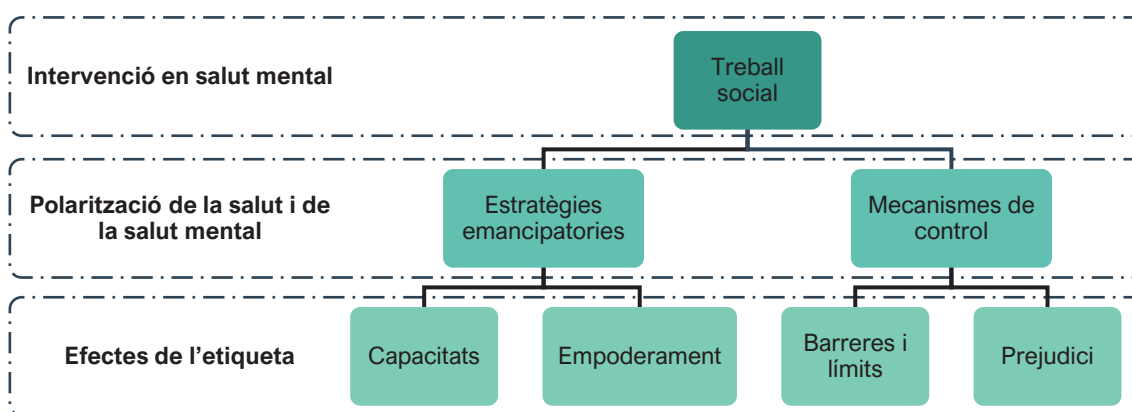 Intervenció en salut mental
Treball
social
Polarització de la salut i de
la salut mental
Estratègies
emancipatories
Mecanismes de
control
Efectes de l’etiqueta
Capacitats
Empoderament
Barreres i
límits
Prejudici